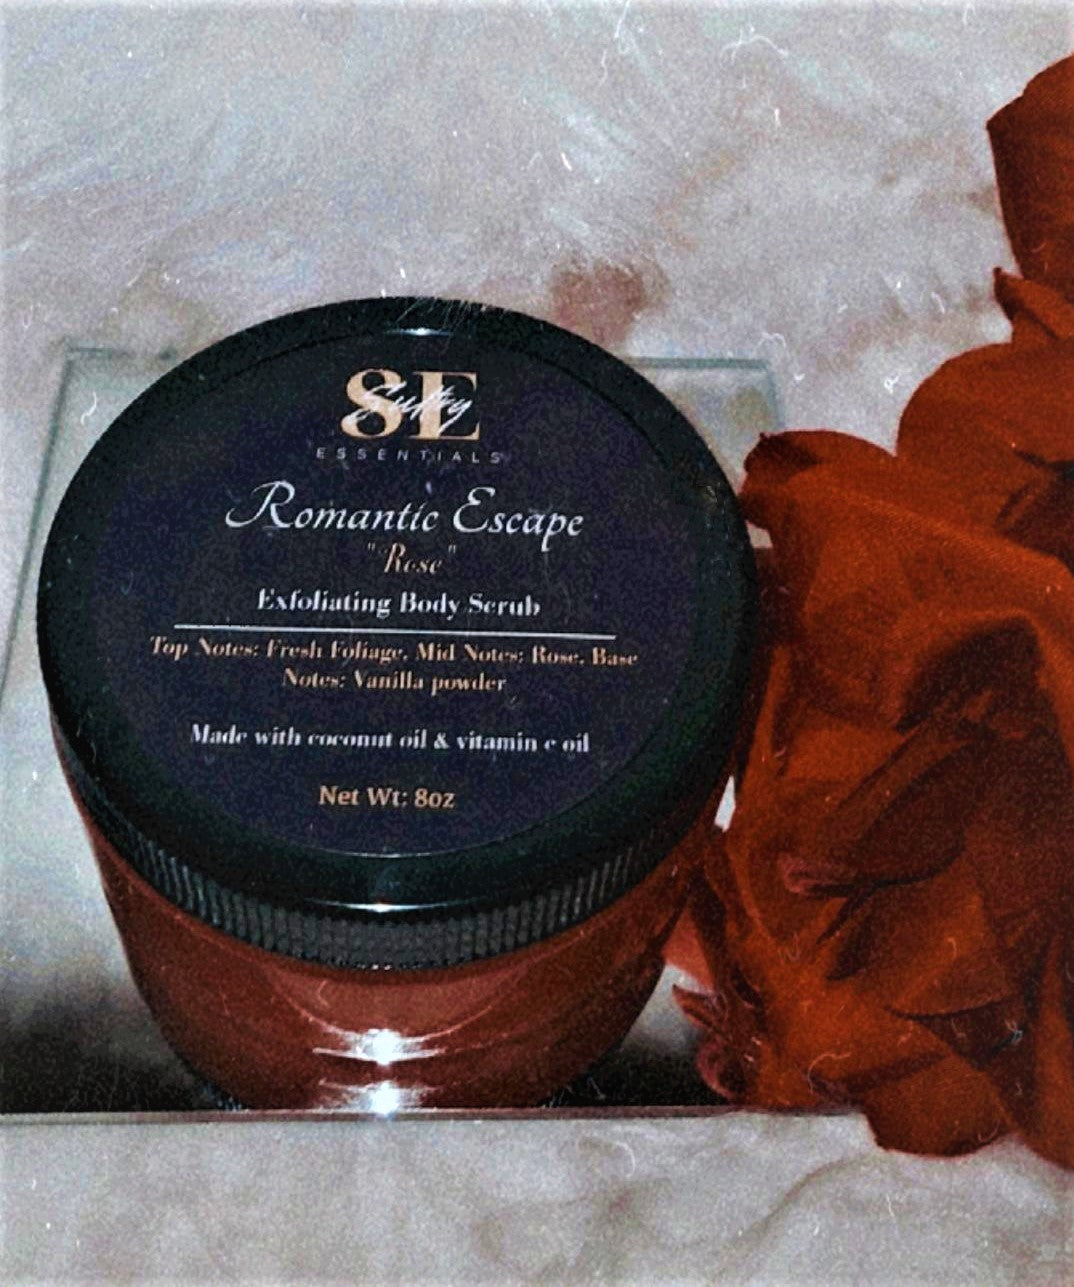 SE
Sultry
ESSENTIALS
Romantic Escape
"Rose"
Exfoliating Body Scrub
Top Notes: Fresh Foliage, Mid Notes: Rose, Base
Notes: Vanilla powder
Made with coconut oil & vitamin e oil
Net Wt: 8oz